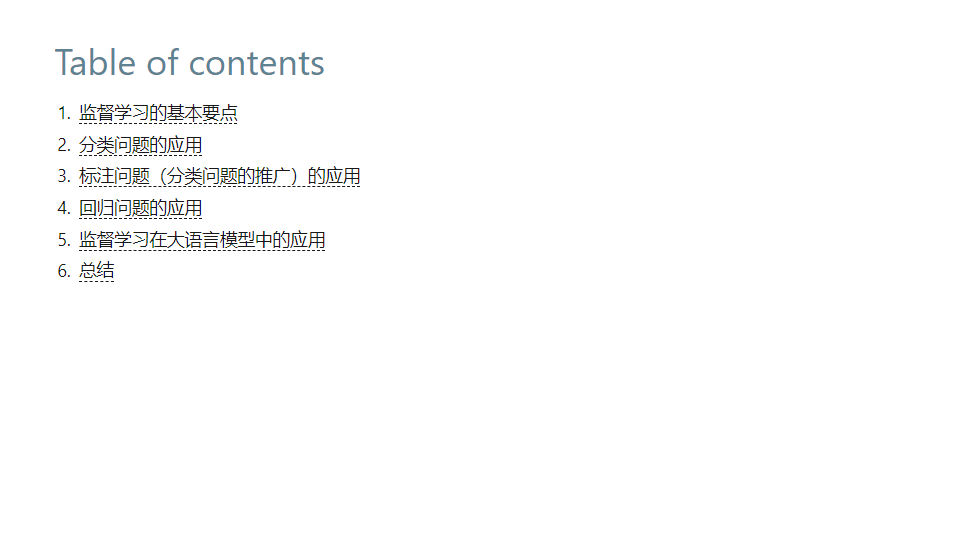 Table of contents
1. 监督学习的基本要点
2. 分类问题的应用
3. 标注问题（分类问题的推广）的应用
4. 回归问题的应用
5. 监督学习在大语言模型中的应用
6. 总结